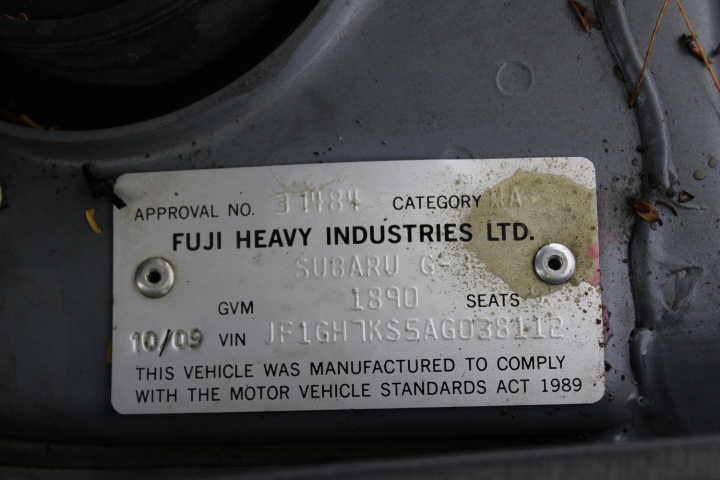 APPROVAL NO. 31484 CATEGORY MA
FUJI HEAVY INDUSTRIES LTD.
SUBARU G-3
GVM 1890 SEATS
10/09 VIN JF1GH7KS5AG038112
THIS VEHICLE WAS MANUFACTURED TO COMPLY
WITH THE MOTOR VEHICLE STANDARDS ACT 1989